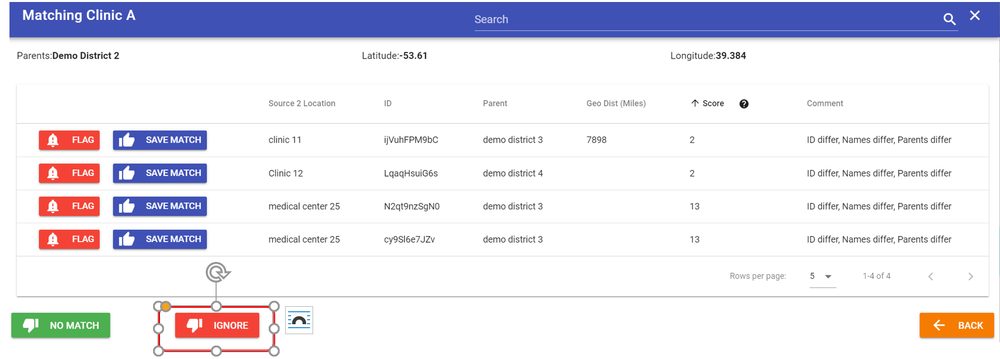 Matching Clinic A
Search
Parents:Demo District 2 Latitude:-53.61 Longitude:39.384
Source 2 Location ID Parent Geo Dist (Miles) Score ? Comment
FLAG SAVE MATCH clinic 11 ijVuhFPM9bC demo district 3 7898 2 ID differ, Names differ, Parents differ
FLAG SAVE MATCH Clinic 12 LqaqHsuiG6s demo district 4 2 ID differ, Names differ, Parents differ
FLAG SAVE MATCH medical center 25 N2qt9nzSgN0 demo district 3 13 ID differ, Names differ, Parents differ
FLAG SAVE MATCH medical center 25 cy9Sl6e7JZv demo district 3 13 ID differ, Names differ, Parents differ
Rows per page: 5 1-4 of 4
NO MATCH IGNORE BACK